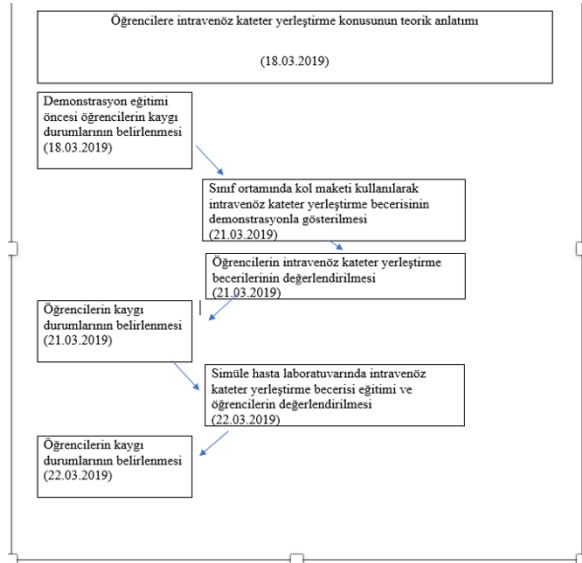 Öğrencilere intravenöz kateter yerleştirme konusunun teorik anlatımı
(18.03.2019)
Demonstrasyon eğitimi
öncesi öğrencilerin kaygı
durumlarının belirlenmesi
(18.03.2019)
Sınıf ortamında kol maketi kullanılarak
intravenöz kateter yerleştirme becerisinin
demonstrasyonla gösterilmesi
(21.03.2019)
Öğrencilerin intravenöz kateter yerleştirme
becerilerinin değerlendirilmesi
(21.03.2019)
Öğrencilerin kaygı
durumlarının belirlenmesi
(21.03.2019)
Simüle hasta laboratuvarında intravenöz
kateter yerleştirme becerisi eğitimi ve
öğrencilerin değerlendirilmesi
(22.03.2019)
Öğrencilerin kaygı
durumlarının belirlenmesi
(22.03.2019)